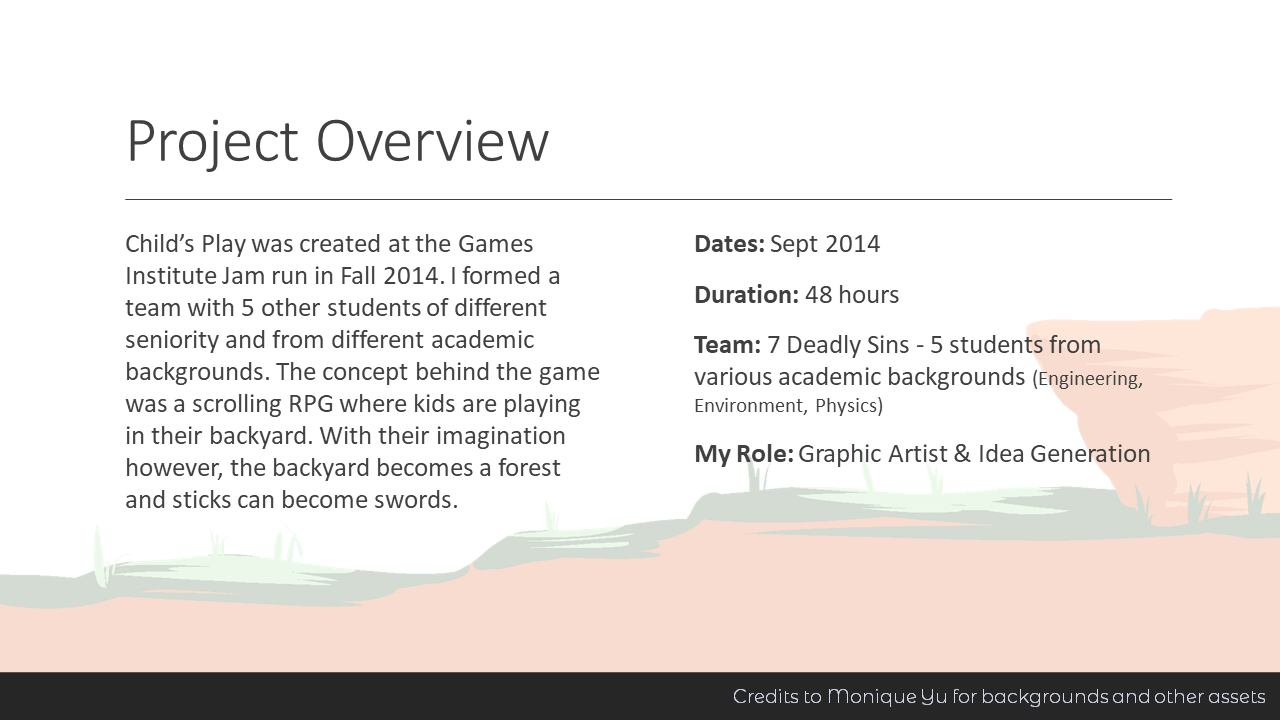 Project Overview
Child’s Play was created at the Games
Institute Jam run in Fall 2014. I formed a
team with 5 other students of different
seniority and from different academic
backgrounds. The concept behind the game
was a scrolling RPG where kids are playing
in their backyard. With their imagination
however, the backyard becomes a forest
and sticks can become swords.
Dates: Sept 2014
Duration: 48 hours
Team: 7 Deadly Sins - 5 students from
various academic backgrounds (Engineering,
Environment, Physics)
My Role: Graphic Artist & Idea Generation
Credits to Monique Yu for backgrounds and other assets